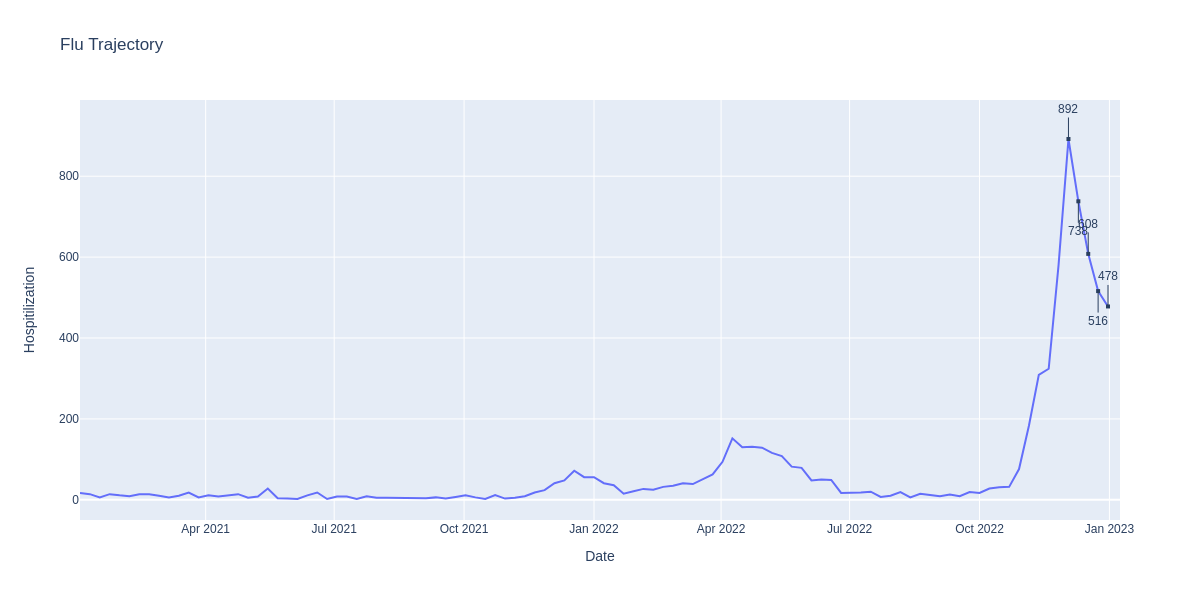 Flu Trajectory
Hospitilization
800
600
400
200
0
892
738
608
516
478
Apr 2021
Jul 2021
Oct 2021
Jan 2022
Apr 2022
Jul 2022
Oct 2022
Jan 2023
Date